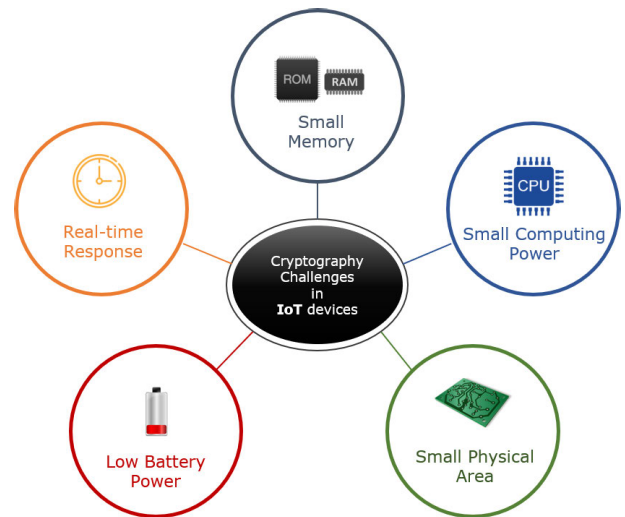 ROM
RAM
Small
Memory
Real-time
Response
CPU
Small Computing
Power
Cryptography
Challenges
in
IoT devices
Low Battery
Power
Small Physical
Area